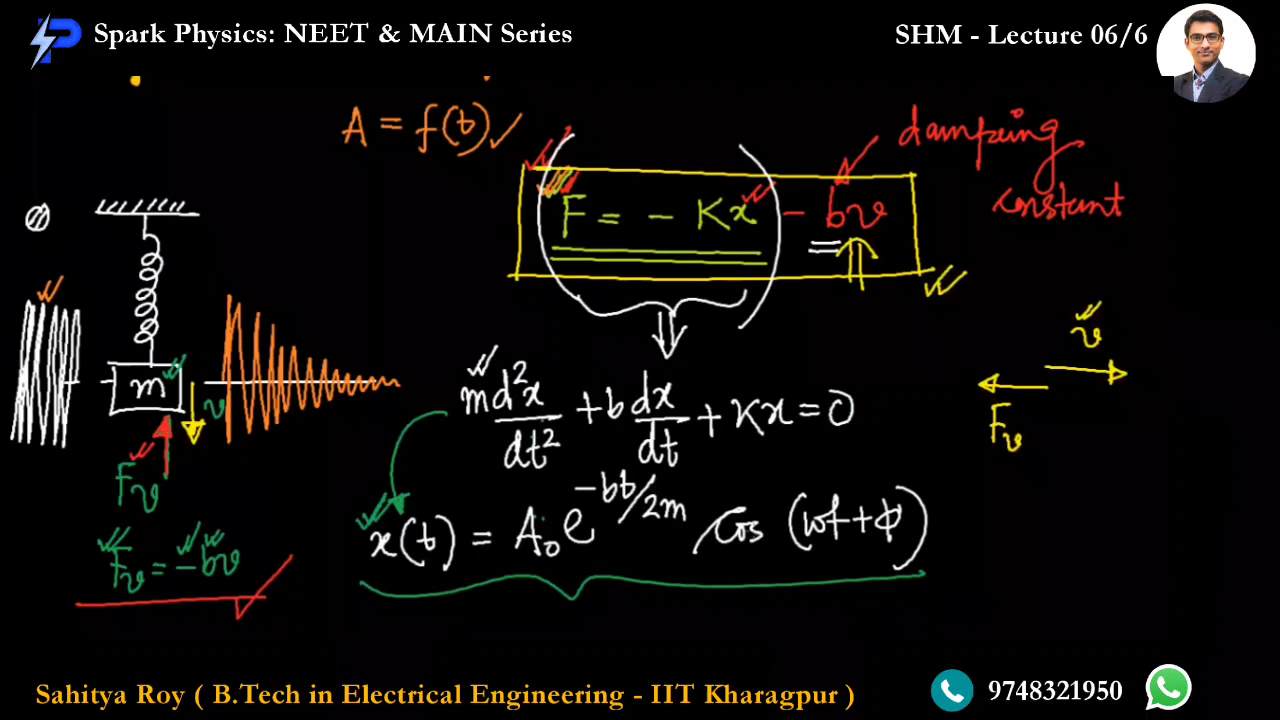 Spark Physics: NEET & MAIN Series
SHM - Lecture 06/6
A = f(t)
damping
constant
F = - Kx - bv
v
Fv
m
v
Fv
Fv = -bv
md²x/dt² + b dx/dt + Kx = 0
x(t) = A₀e^(-bt/2m) Cos (wt+ϕ)
Sahitya Roy ( B.Tech in Electrical Engineering - IIT Kharagpur )
9748321950